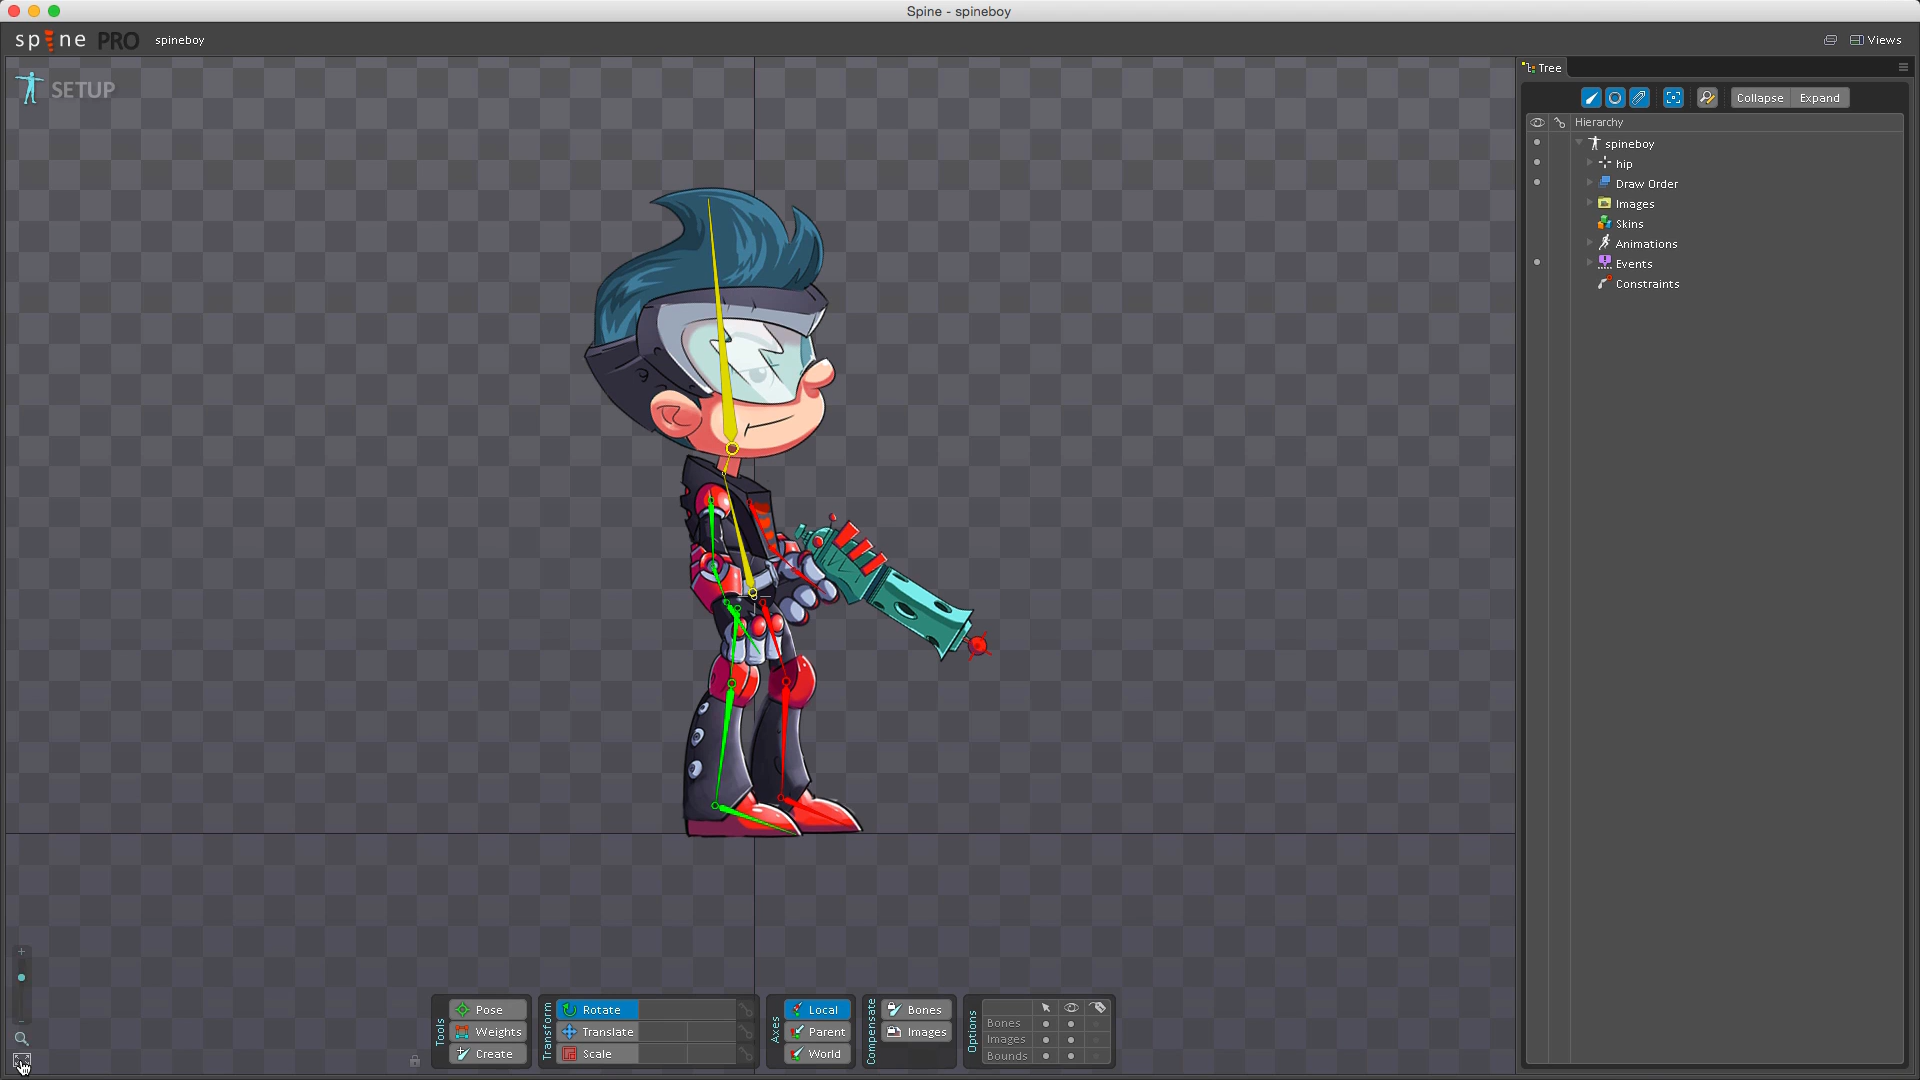 Spine - spineboy
spine PRO spineboy Views
SETUP
Tree
Collapse Expand
Hierarchy
spineboy
hip
Draw Order
Images
Skins
Animations
Events
Constraints
Tools
Pose
Weights
Create
Transform
Rotate
Translate
Scale
Axes
Local
Parent
World
Compensate
Bones
Images
Options
Bones
Images
Bounds